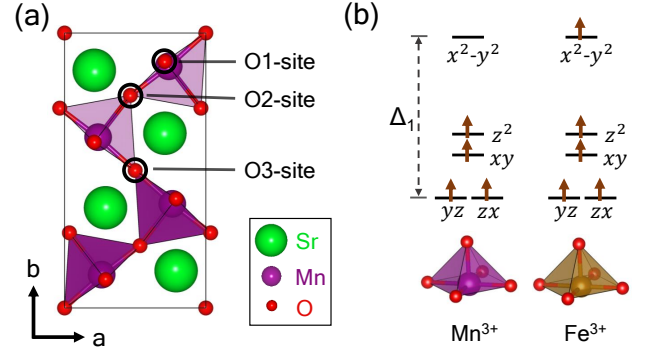 (a)
O1-site
O2-site
O3-site
Sr
Mn
O
b
a
(b)
x²-y² x²-y²
Δ₁
z² z²
xy xy
yz zx yz zx
Mn³⁺ Fe³⁺